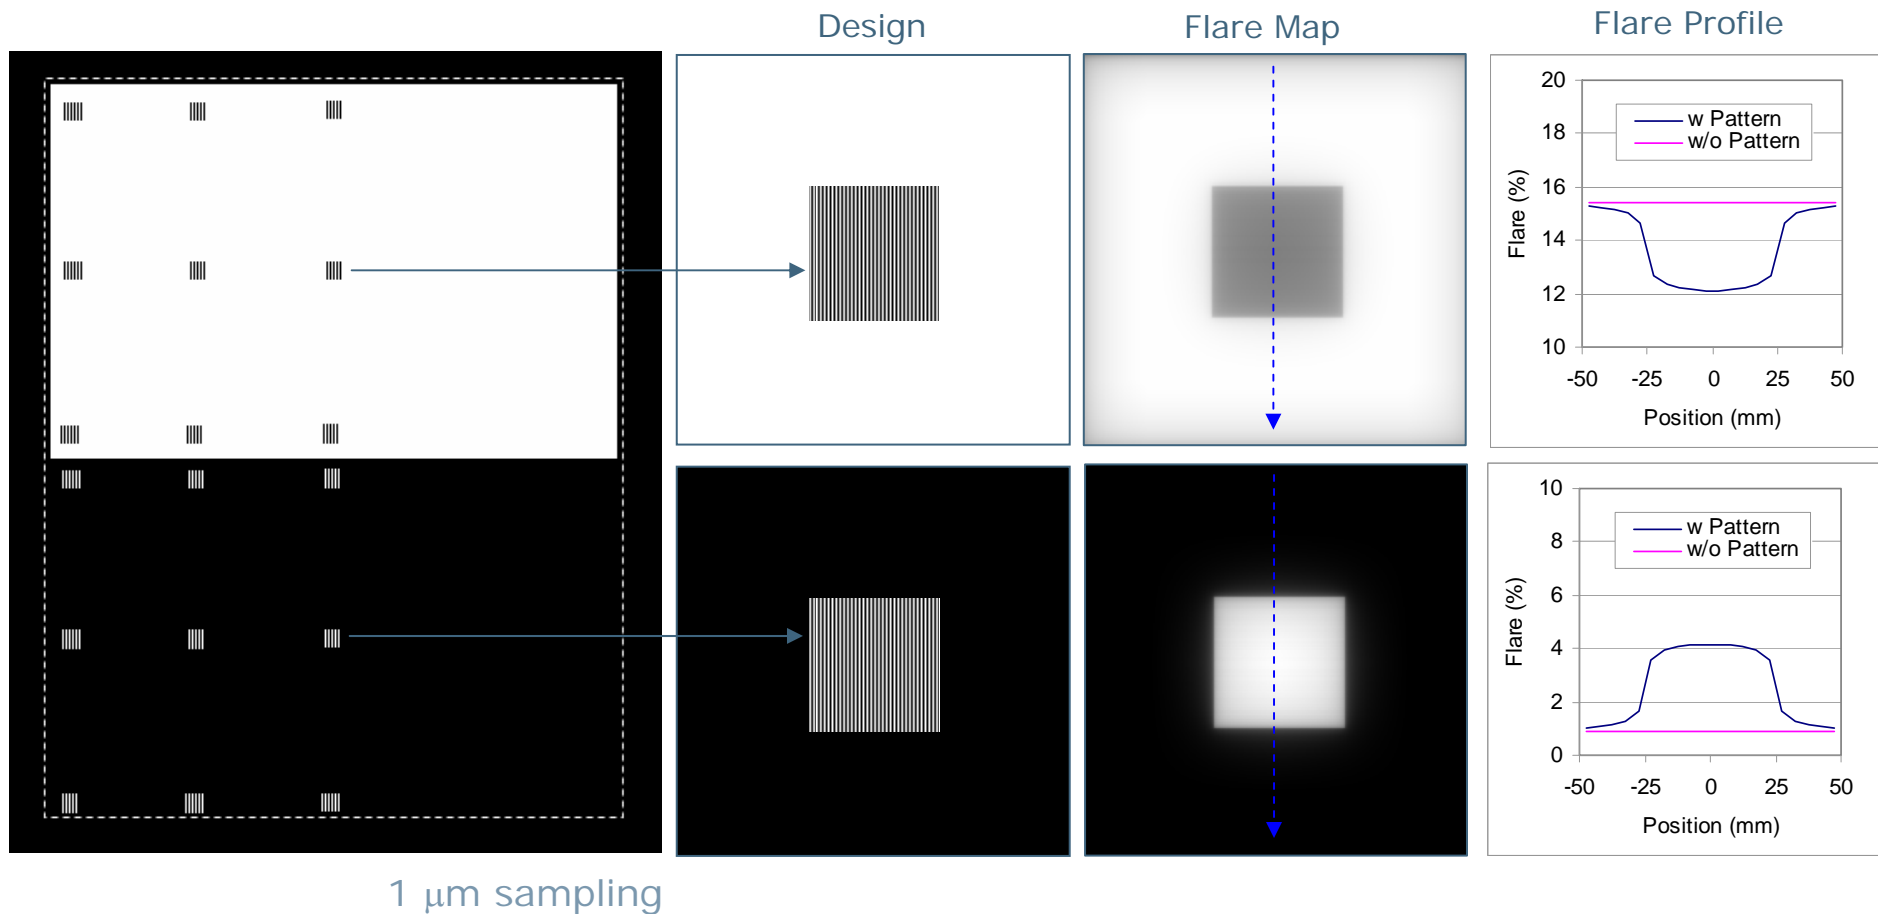 Design
Flare Map
Flare Profile
20
18
16
14
12
10
Flare (%)
w Pattern
w/o Pattern
-50 -25 0 25 50
Position (mm)
10
8
6
4
2
0
Flare (%)
w Pattern
w/o Pattern
-50 -25 0 25 50
Position (mm)
1 μm sampling